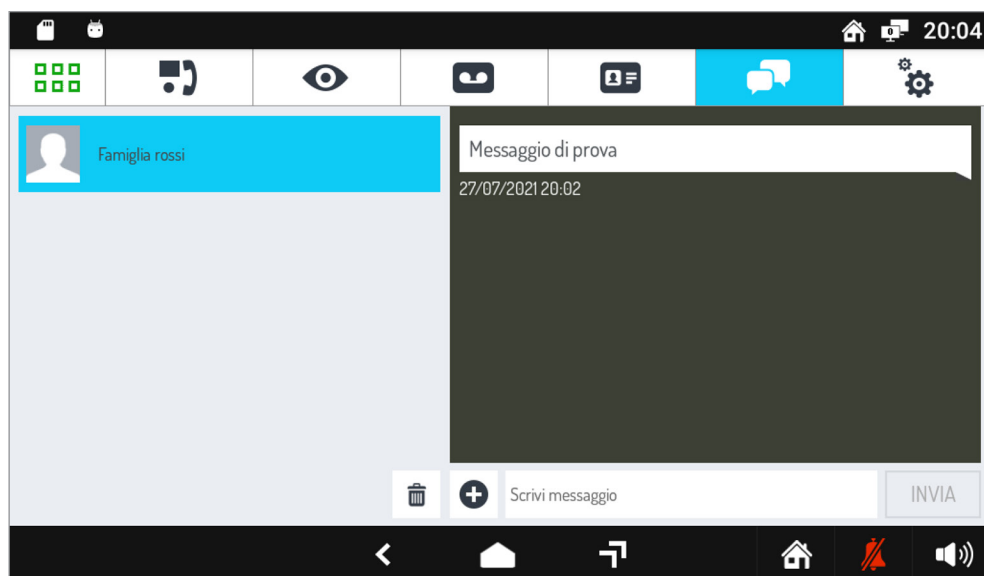 20:04
Famiglia rossi
Messaggio di prova
27/07/2021 20:02
Scrivi messaggio
INVIA